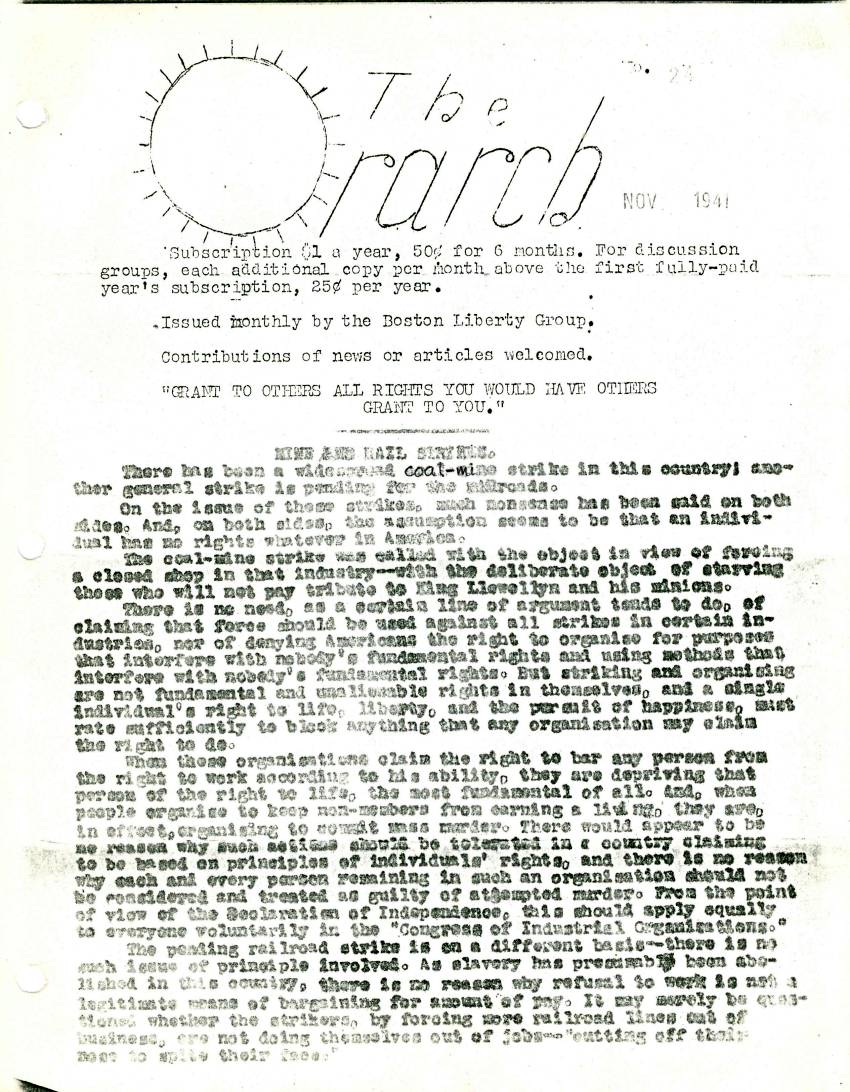 No. 23
The
Orarch
NOV 1941
Subscription $1 a year, 50¢ for 6 months. For discussion
groups, each additional copy per month above the first fully-paid
year's subscription, 25¢ per year.
Issued monthly by the Boston Liberty Group.
Contributions of news or articles welcomed.
"GRANT TO OTHERS ALL RIGHTS YOU WOULD HAVE OTHERS
GRANT TO YOU."
MINE AND RAIL STRIKES.
There has been a widespread coal-mine strike in this country; ano-
ther general strike is pending for the railroads.
On the issue of these strikes, much nonsense has been said on both
sides. And, on both sides, the assumption seems to be that an indivi-
dual has no rights whatever in America.
The coal-mine strike was called with the object in view of forcing
a closed shop in that industry--with the deliberate object of starving
those who will not pay tribute to King Llewellyn and his minions.
There is no need, as a certain line of argument tends to do, of
claiming that force should be used against all strikes in certain in-
dustries, nor of denying Americans the right to organise for purposes
that interfere with nobody's fundamental rights and using methods that
interfere with nobody's fundamental rights. But striking and organising
are not fundamental and unalienable rights in themselves, and a single
individual's right to life, liberty, and the pursuit of happiness, must
rate sufficiently to block anything that any organisation may claim
the right to do.
When those organisations claim the right to bar any person from
the right to work according to his ability, they are depriving that
person of the right to life, the most fundamental of all. And, when
people organise to keep non-members from earning a living, they are,
in effect, organising to commit mass murder. There would appear to be
no reason why such actions should be tolerated in a country claiming
to be based on principles of individuals' rights, and there is no reason
why each and every person remaining in such an organisation should not
be considered and treated as guilty of attempted murder. From the point
of view of the Declaration of Independence, this should apply equally
to everyone voluntarily in the "Congress of Industrial Organizations."
The pending railroad strike is on a different basis--there is no
such issue of principle involved. As slavery has presumably been abo-
lished in this country, there is no reason why refusal to work is not a
legitimate means of bargaining for amount of pay. It may merely be ques-
tioned whether the strikers, by forcing more railroad lines out of
business, are not doing themselves out of jobs--"cutting off their
nose to spite their face."